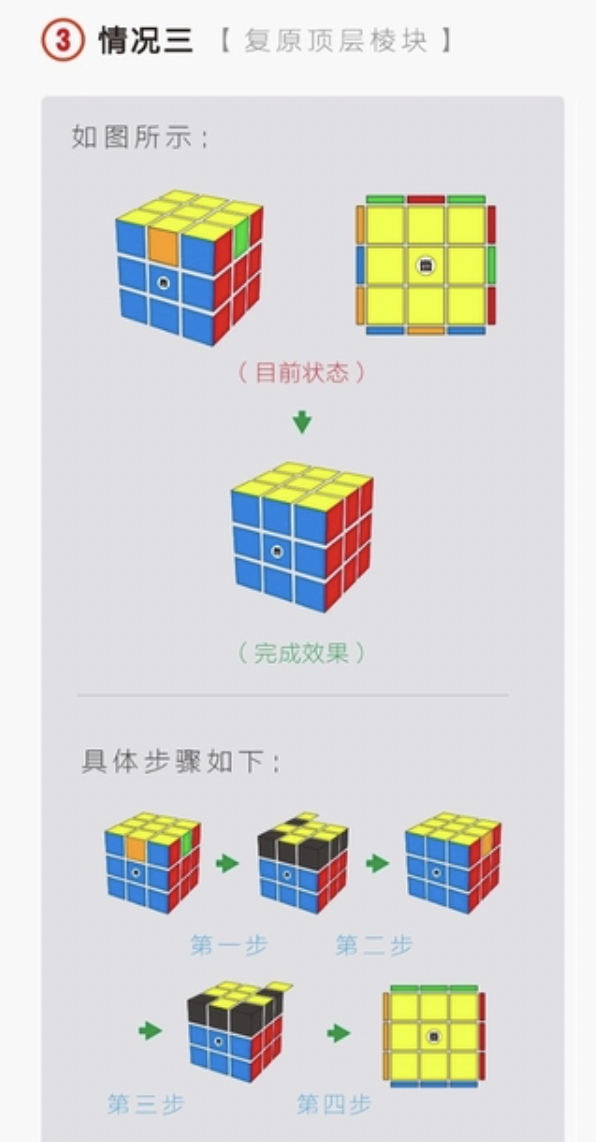 3 情况三 【 复原顶层棱块 】
如图所示：
（目前状态）
（完成效果）
具体步骤如下：
第一步 第二步
第三步 第四步